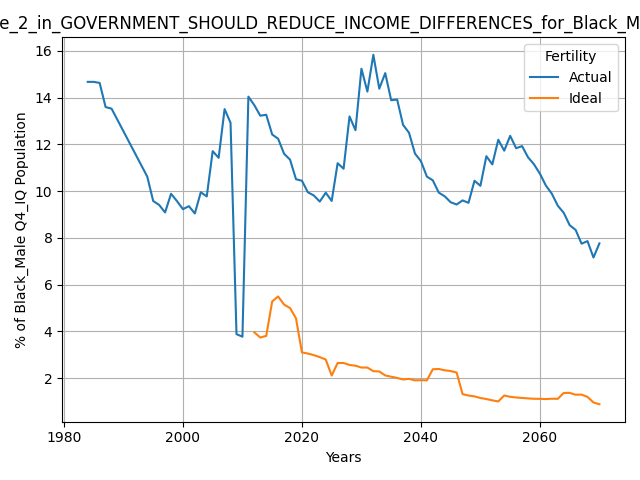 e_2_in_GOVERNMENT_SHOULD_REDUCE_INCOME_DIFFERENCES_for_Black_M
Fertility
Actual
Ideal
% of Black_Male Q4_IQ Population
16
14
12
10
8
6
4
2
1980
2000
2020
2040
2060
Years